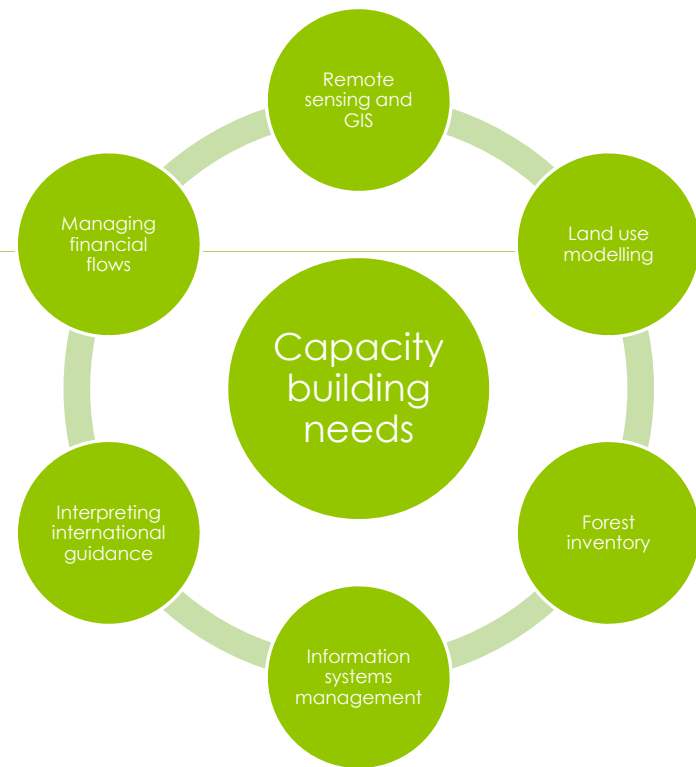 Remote
sensing and
GIS
Land use
modelling
Forest
inventory
Information
systems
management
Interpreting
international
guidance
Managing
financial
flows
Capacity
building
needs